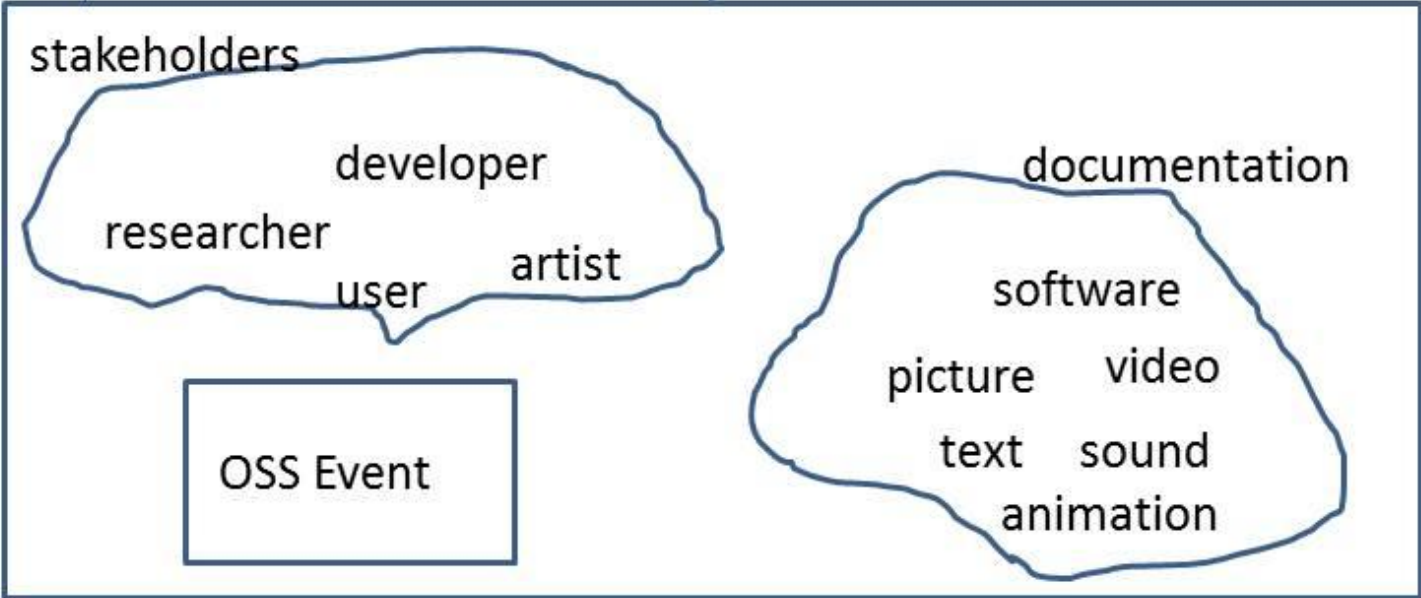 stakeholders
developer
researcher
artist
user
OSS Event
documentation
software
picture video
text sound
animation